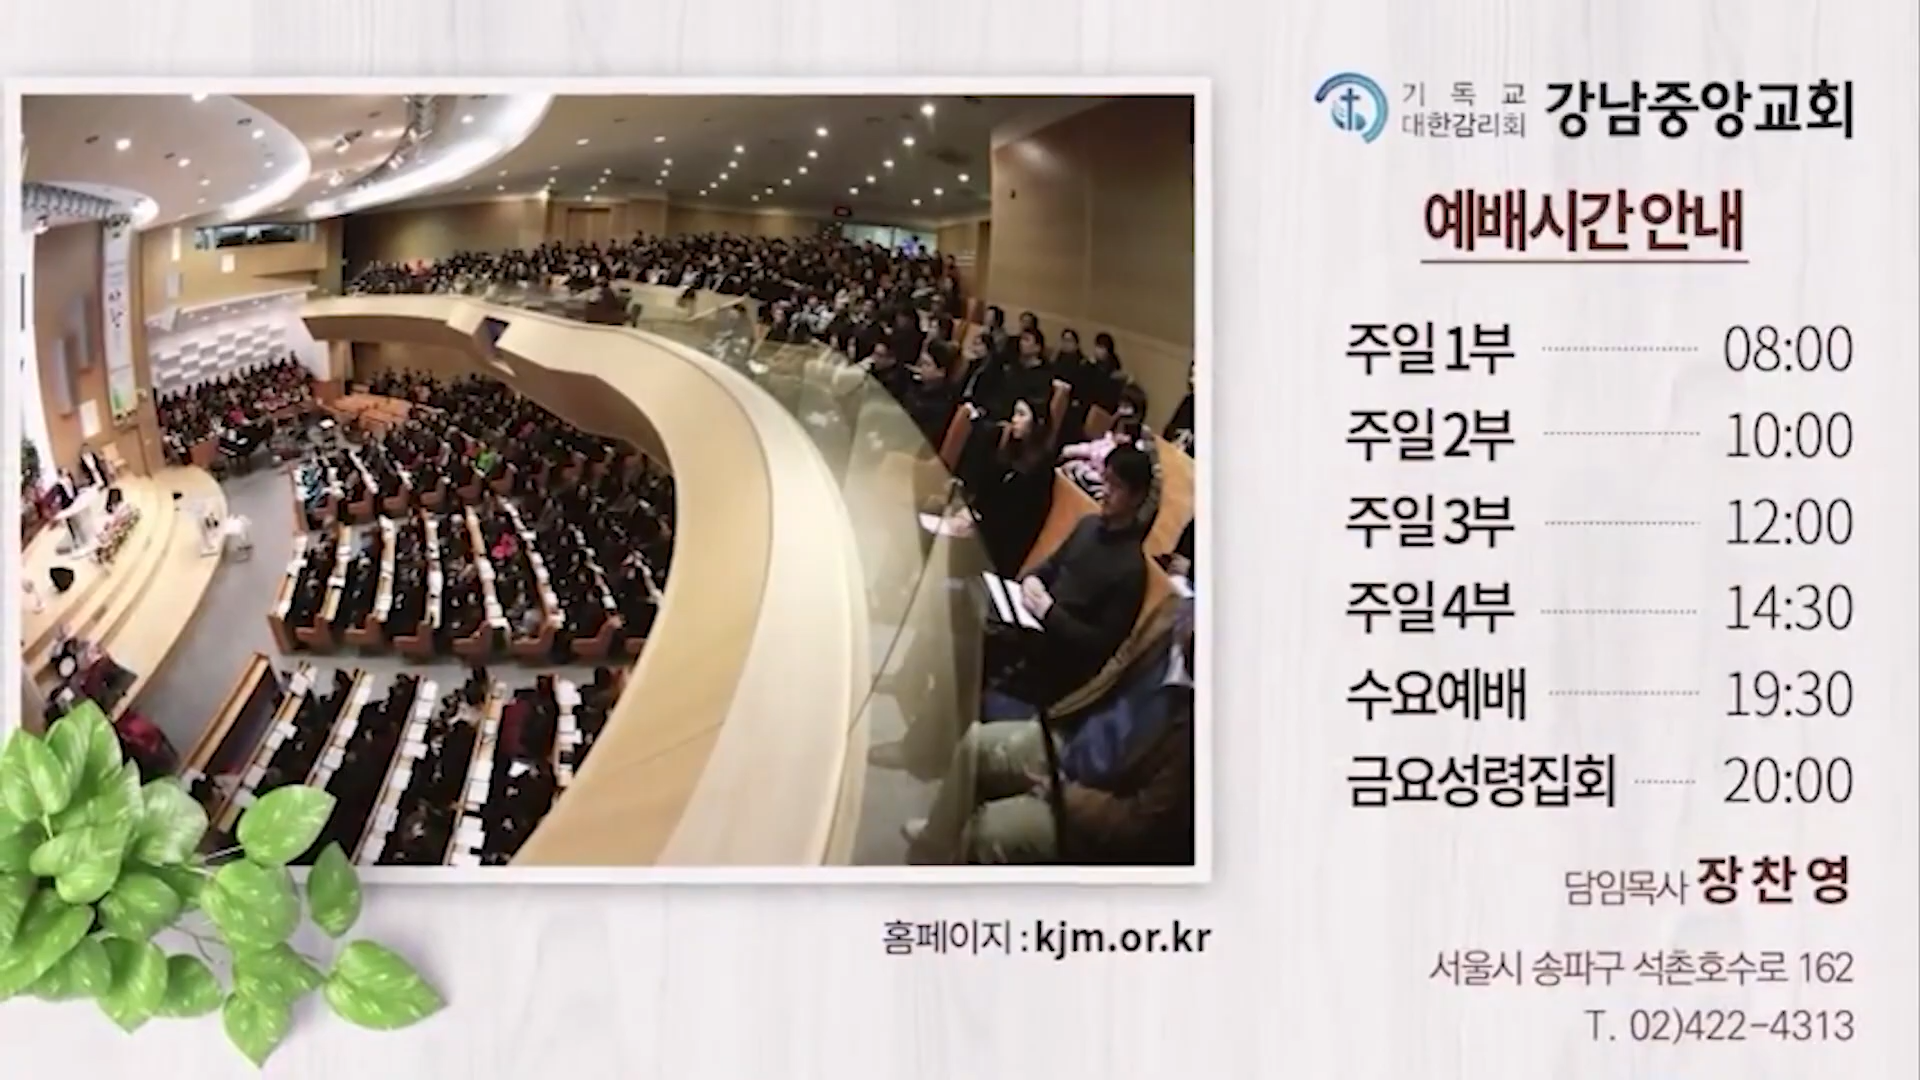 기독교
대한감리회
강남중앙교회
예배시간 안내
주일 1부 08:00
주일 2부 10:00
주일 3부 12:00
주일 4부 14:30
수요예배 19:30
금요성령집회 20:00
담임목사 장찬영
서울시 송파구 석촌호수로 162
T. 02)422-4313
홈페이지 : kjm.or.kr